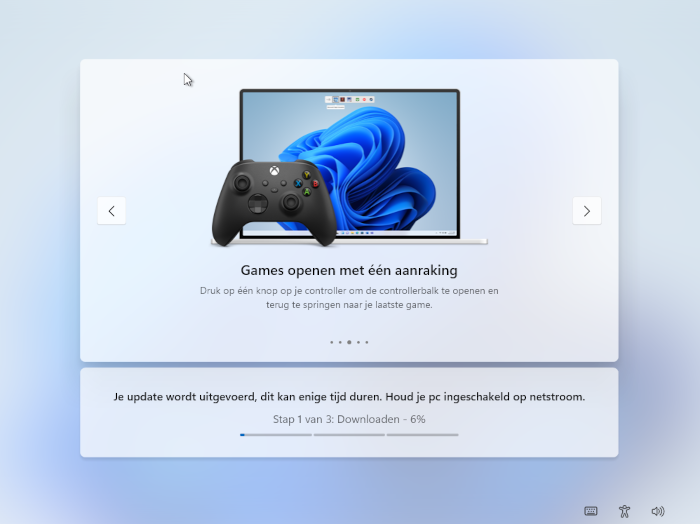 Games openen met één aanraking
Druk op één knop op je controller om de controllerbalk te openen en
terug te springen naar je laatste game.
Je update wordt uitgevoerd, dit kan enige tijd duren. Houd je pc ingeschakeld op netstroom.
Stap 1 van 3: Downloaden - 6%